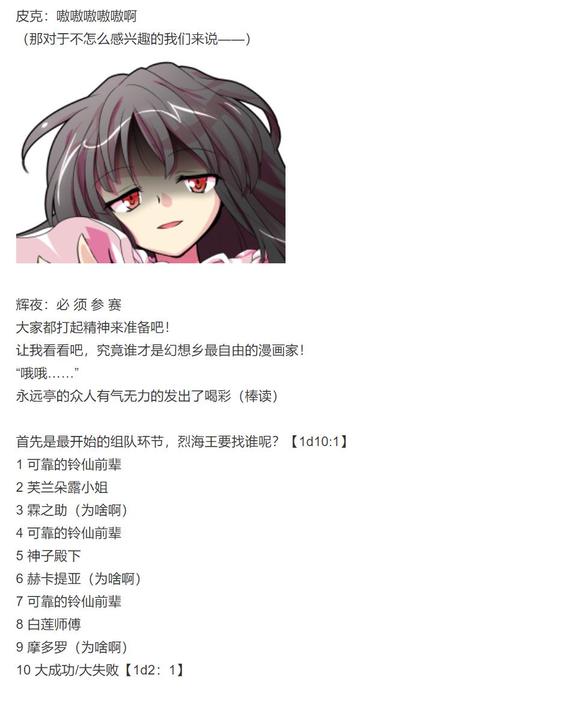 皮克：嗷嗷嗷嗷嗷啊
（那对于不怎么感兴趣的我们来说——）
辉夜：必 须 参 赛
大家都打起精神来准备吧！
让我看看吧，究竟谁才是幻想乡最自由的漫画家！
“哦哦……”
永远亭的众人有气无力的发出了喝彩（棒读）
首先是最开始的组队环节，烈海王要找谁呢？【1d10:1】
1 可靠的铃仙前辈
2 芙兰朵露小姐
3 霖之助（为啥啊）
4 可靠的铃仙前辈
5 神子殿下
6 赫卡提亚（为啥啊）
7 可靠的铃仙前辈
8 白莲师傅
9 摩多罗（为啥啊）
10 大成功/大失败【1d2：1】